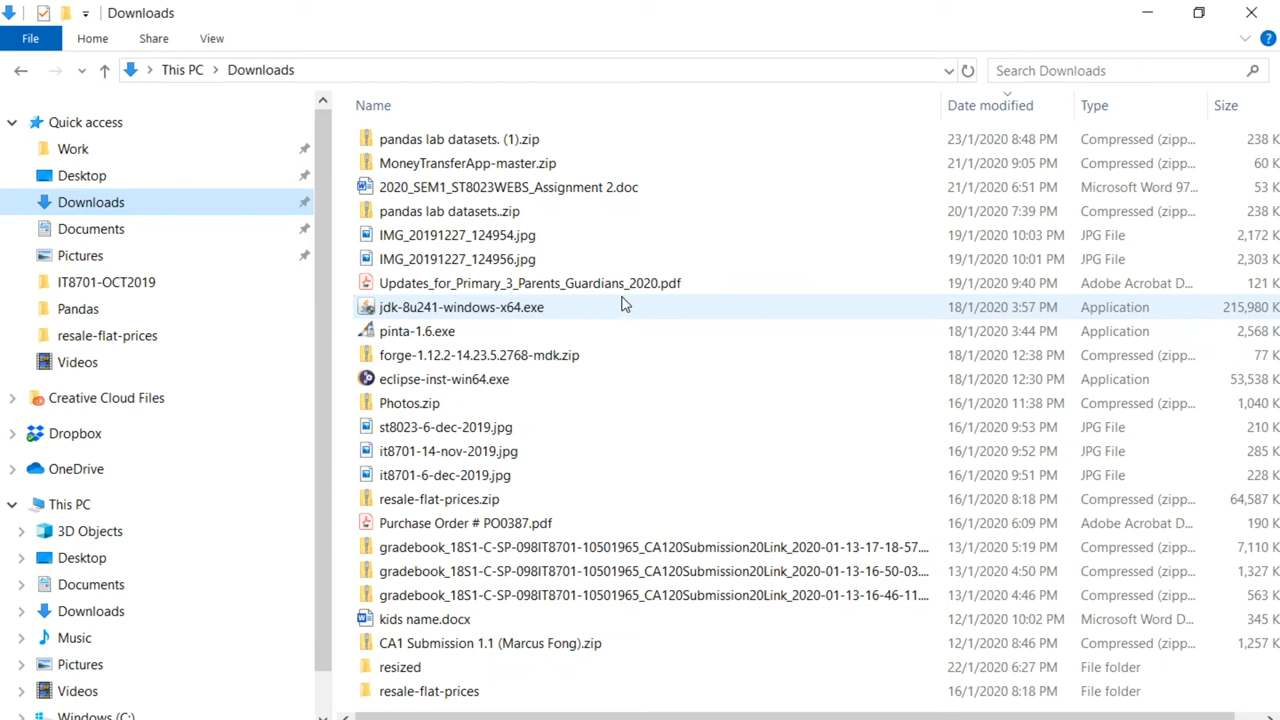 Downloads
File Home Share View
This PC Downloads Search Downloads
Name Date modified Type Size
Quick access
Work
Desktop
Downloads
Documents
Pictures
IT8701-OCT2019
Pandas
resale-flat-prices
Videos
Creative Cloud Files
Dropbox
OneDrive
This PC
3D Objects
Desktop
Documents
Downloads
Music
Pictures
Videos
Windows (C:)
pandas lab datasets. (1).zip 23/1/2020 8:48 PM Compressed (zipp... 238 K
MoneyTransferApp-master.zip 21/1/2020 9:05 PM Compressed (zipp... 60 K
2020_SEM1_ST8023WEBS_Assignment 2.doc 21/1/2020 6:51 PM Microsoft Word 97... 53 K
pandas lab datasets..zip 20/1/2020 7:39 PM Compressed (zipp... 238 K
IMG_20191227_124954.jpg 19/1/2020 10:03 PM JPG File 2,172 K
IMG_20191227_124956.jpg 19/1/2020 10:01 PM JPG File 2,303 K
Updates_for_Primary_3_Parents_Guardians_2020.pdf 19/1/2020 9:40 PM Adobe Acrobat D... 121 K
jdk-8u241-windows-x64.exe 18/1/2020 3:57 PM Application 215,980 K
pinta-1.6.exe 18/1/2020 3:44 PM Application 2,568 K
forge-1.12.2-14.23.5.2768-mdk.zip 18/1/2020 12:38 PM Compressed (zipp... 77 K
eclipse-inst-win64.exe 18/1/2020 12:30 PM Application 53,538 K
Photos.zip 16/1/2020 11:38 PM Compressed (zipp... 1,040 K
st8023-6-dec-2019.jpg 16/1/2020 9:53 PM JPG File 210 K
it8701-14-nov-2019.jpg 16/1/2020 9:52 PM JPG File 285 K
it8701-6-dec-2019.jpg 16/1/2020 9:51 PM JPG File 228 K
resale-flat-prices.zip 16/1/2020 8:18 PM Compressed (zipp... 64,587 K
Purchase Order # PO0387.pdf 16/1/2020 6:09 PM Adobe Acrobat D... 190 K
gradebook_18S1-C-SP-098IT8701-10501965_CA120Submission20Link_2020-01-13-17-18-57.... 13/1/2020 5:19 PM Compressed (zipp... 7,110 K
gradebook_18S1-C-SP-098IT8701-10501965_CA120Submission20Link_2020-01-13-16-50-03.... 13/1/2020 4:50 PM Compressed (zipp... 1,327 K
gradebook_18S1-C-SP-098IT8701-10501965_CA120Submission20Link_2020-01-13-16-46-11.... 13/1/2020 4:46 PM Compressed (zipp... 563 K
kids name.docx 12/1/2020 10:02 PM Microsoft Word D... 345 K
CA1 Submission 1.1 (Marcus Fong).zip 12/1/2020 8:46 PM Compressed (zipp... 1,257 K
resized 22/1/2020 6:27 PM File folder
resale-flat-prices 16/1/2020 8:18 PM File folder